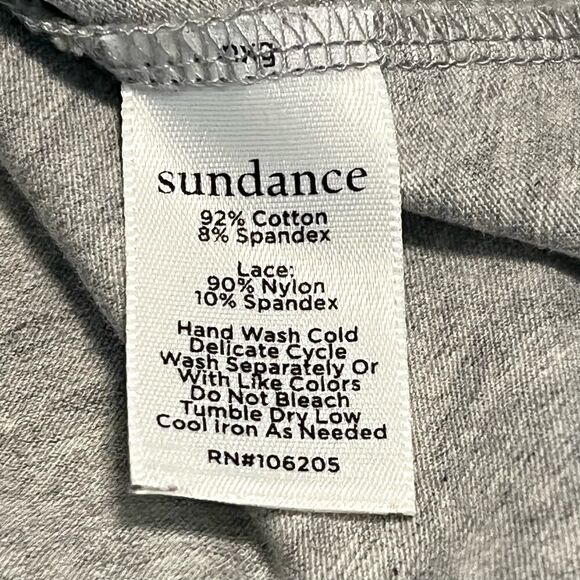 sundance
92% Cotton
8% Spandex
Lace:
90% Nylon
10% Spandex
Hand Wash Cold
Delicate Cycle
Wash Separately Or
With Like Colors
Do Not Bleach
Tumble Dry Low
Cool Iron As Needed
RN#106205